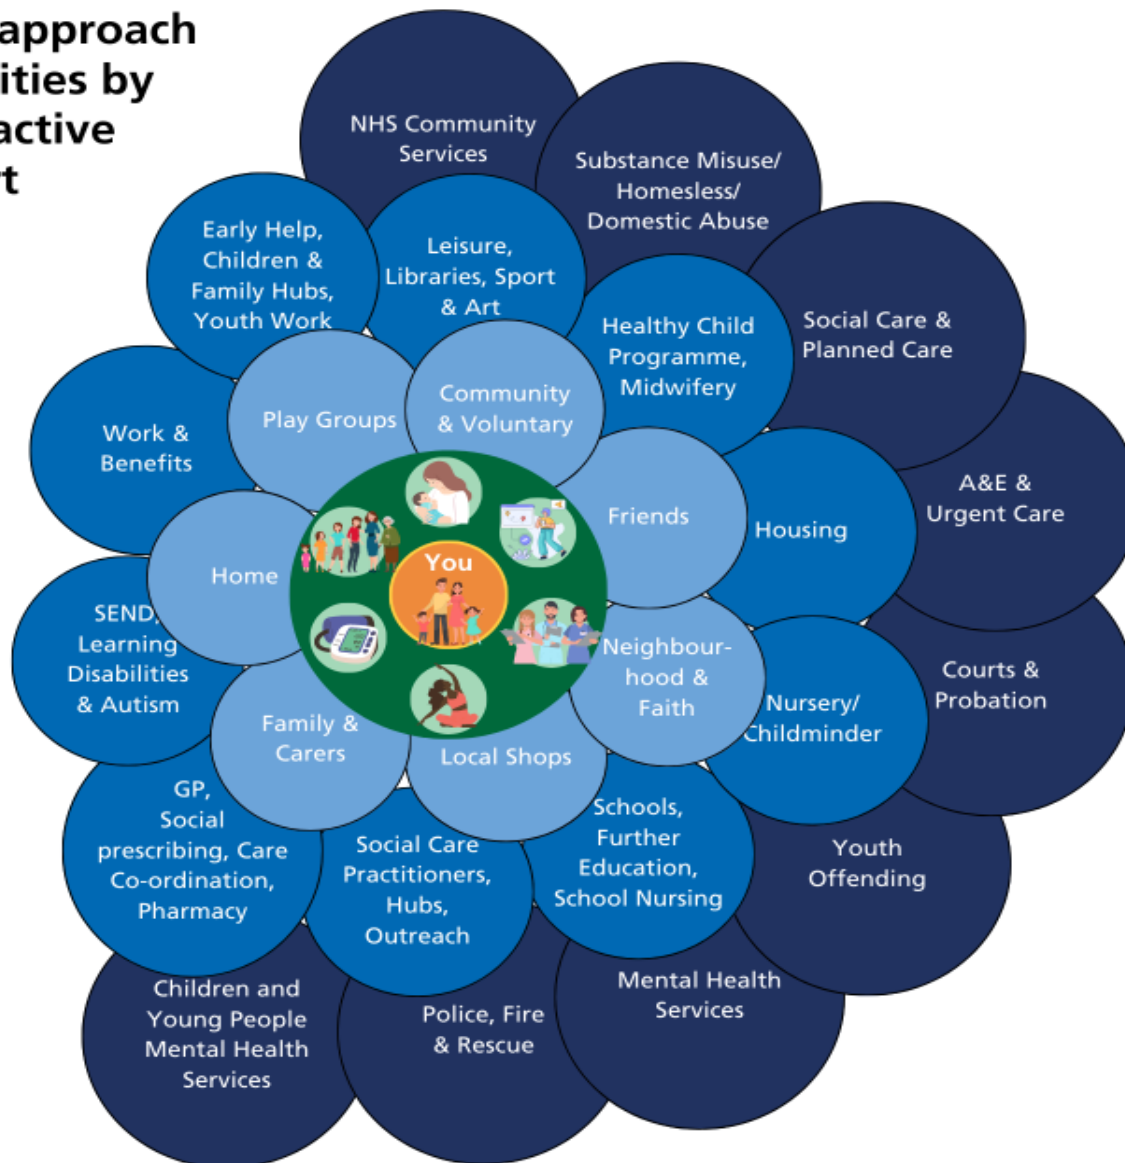 approach
ities by
active
t
NHS Community
Services
Substance Misuse/
Homesless/
Domestic Abuse
Early Help,
Children &
Family Hubs,
Youth Work
Leisure,
Libraries, Sport
& Art
Healthy Child
Programme,
Midwifery
Social Care &
Planned Care
Work &
Benefits
Play Groups
Community
& Voluntary
Friends
Housing
A&E &
Urgent Care
Home
You
SEND,
Learning
Disabilities
& Autism
Neighbour-
hood &
Faith
Nursery/
Childminder
Courts &
Probation
Family &
Carers
Local Shops
GP,
Social
prescribing, Care
Co-ordination,
Pharmacy
Social Care
Practitioners,
Hubs,
Outreach
Schools,
Further
Education,
School Nursing
Youth
Offending
Children and
Young People
Mental Health
Services
Police, Fire
& Rescue
Mental Health
Services